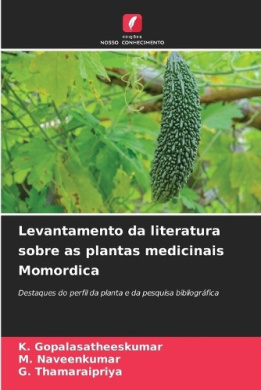 edições
NOSSO CONHECIMENTO
Levantamento da literatura
sobre as plantas medicinais
Momordica
Destaques do perfil da planta e da pesquisa bibliográfica
K. Gopalasatheeskumar
M. Naveenkumar
G. Thamaraipriya